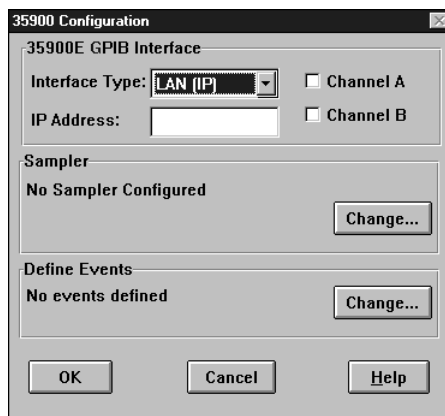 35900 Configuration
35900E GPIB Interface
Interface Type: LAN (IP) Channel A
IP Address: Channel B
Sampler
No Sampler Configured
Change...
Define Events
No events defined
Change...
OK Cancel Help